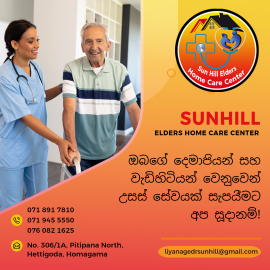 Sun Hill Elders
Home Care Center
SUNHILL
ELDERS HOME CARE CENTER
ඔබගේ දෙමාපියන් සහ
වැඩිහිටියන් වෙනුවෙන්
උසස් සේවයක් සැපයීමට
අප සූදානම්!
071 891 7810
071 945 5550
076 082 1625
No. 306/1A, Pitipana North,
Hettigoda, Homagama
liyanagedrsunhill@gmail.com